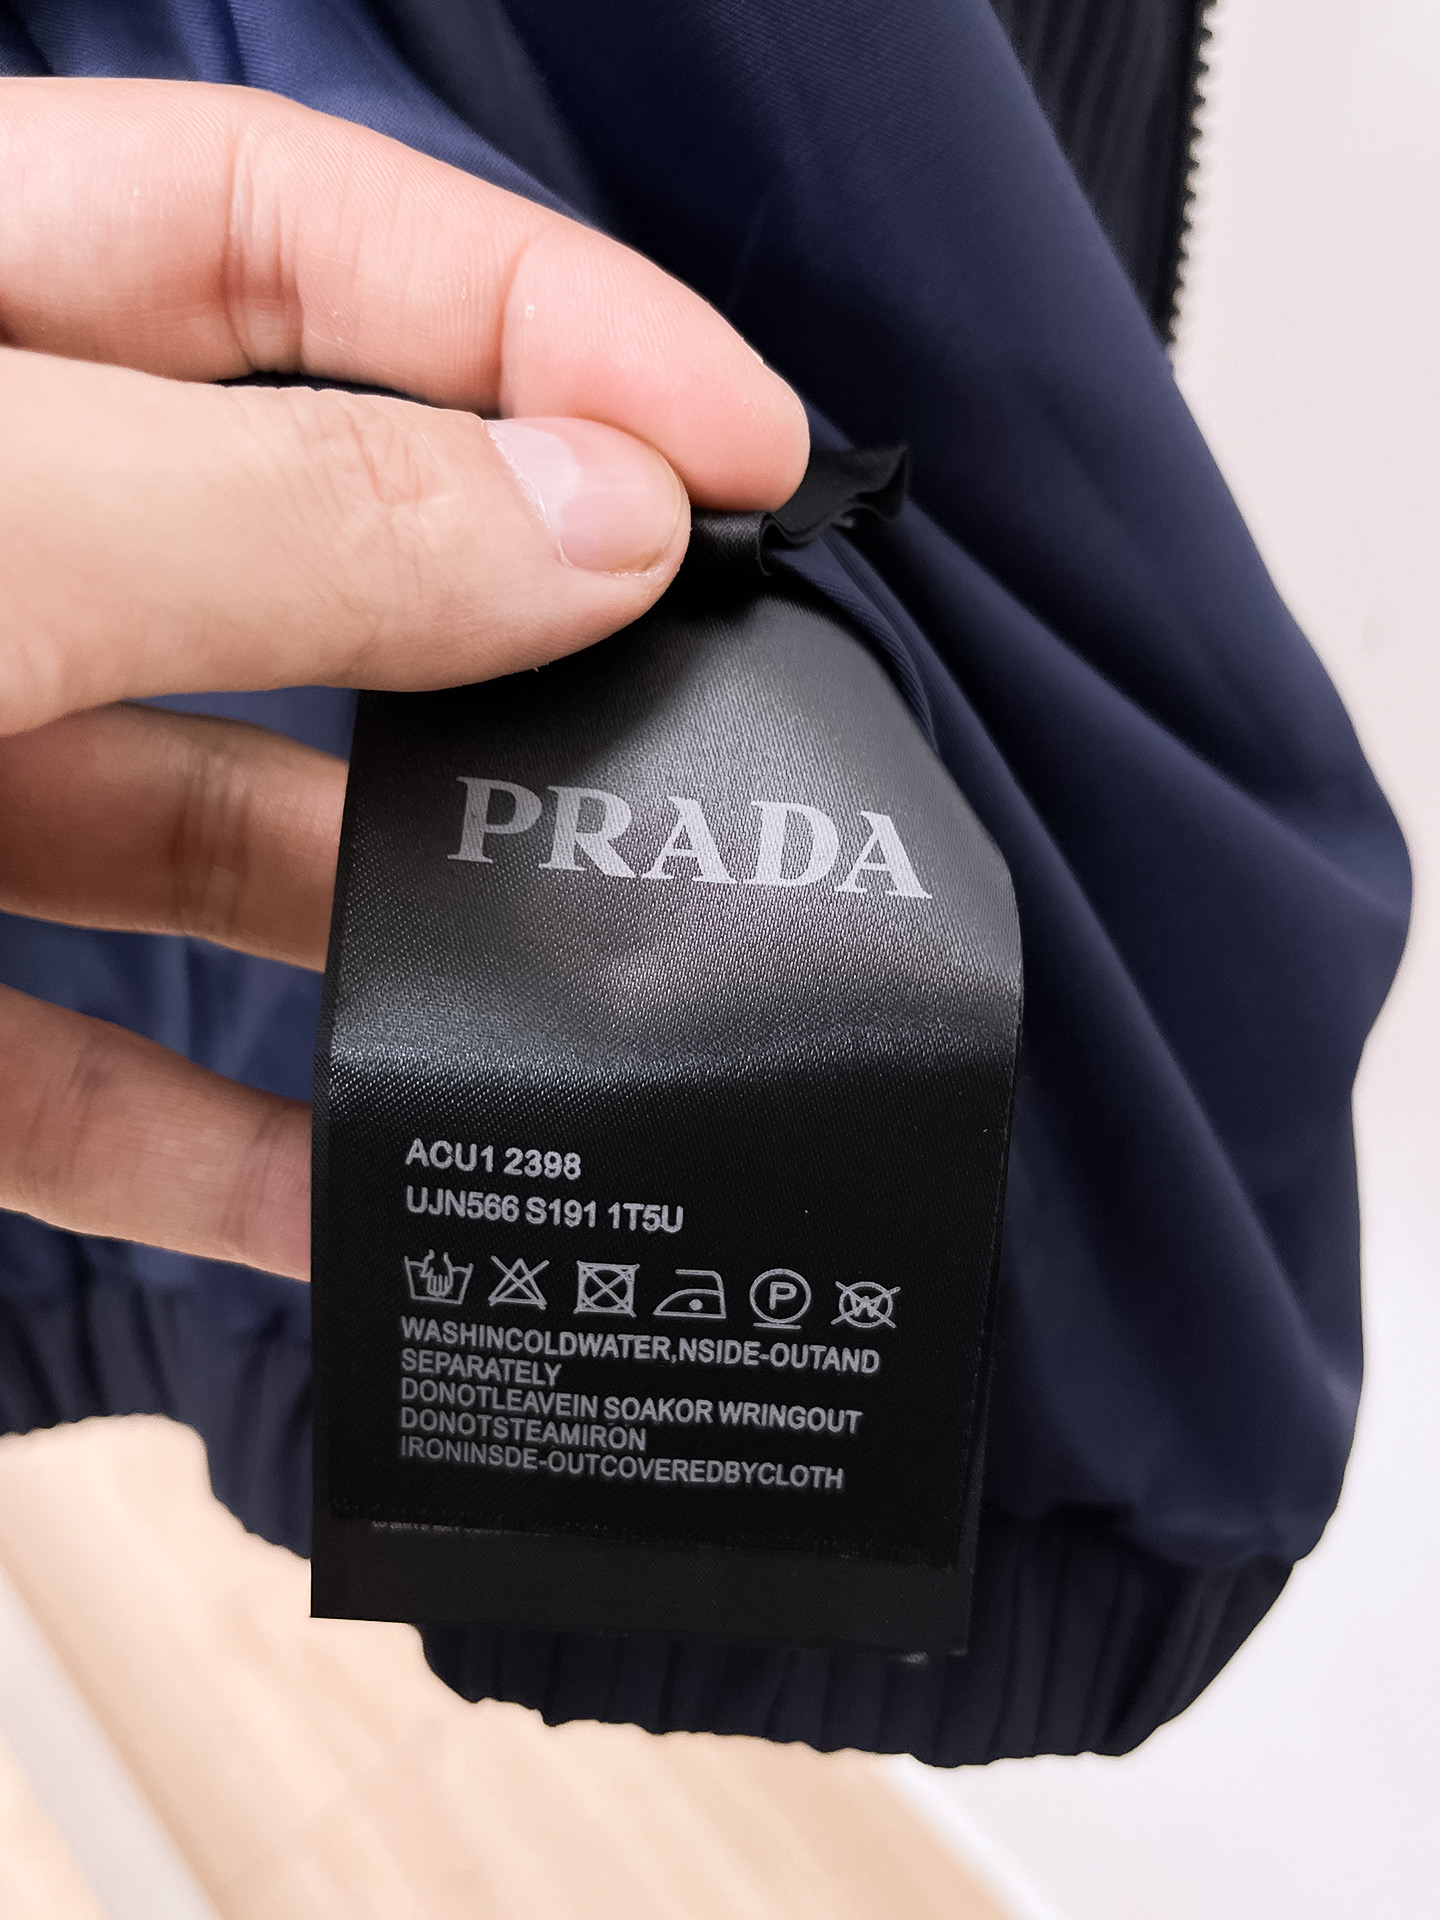 PRADA
ACU1 2398
UJN566 S191 1T5U
P W
WASHINCOLDWATER,NSIDE-OUTAND
SEPARATELY
DONOTLEAVEIN SOAKOR WRINGOUT
DONOTSTEAMIRON
IRONINSDE-OUTCOVEREDBYCLOTH